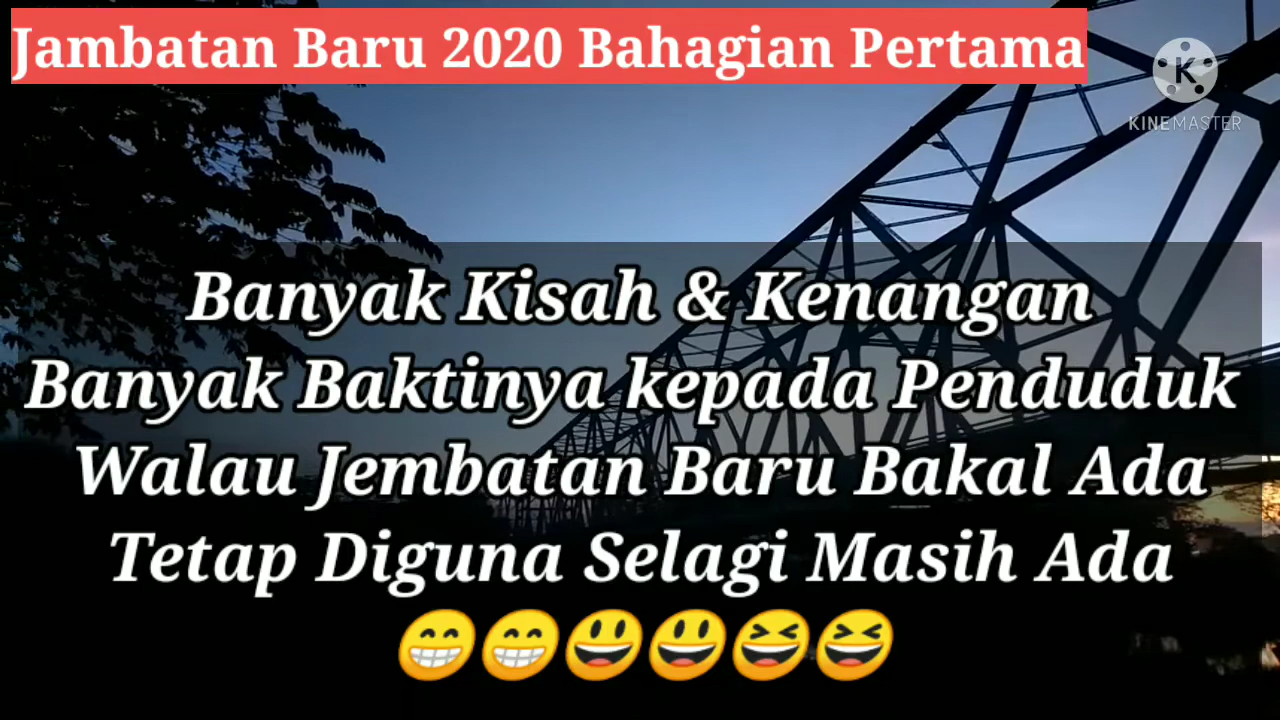 Jambatan Baru 2020 Bahagian Pertama
K
KINEMASTER
Banyak Kisah & Kenangan
Banyak Baktinya kepada Penduduk
Walau Jembatan Baru Bakal Ada
Tetap Diguna Selagi Masih Ada
😁😁😃😃😆😆